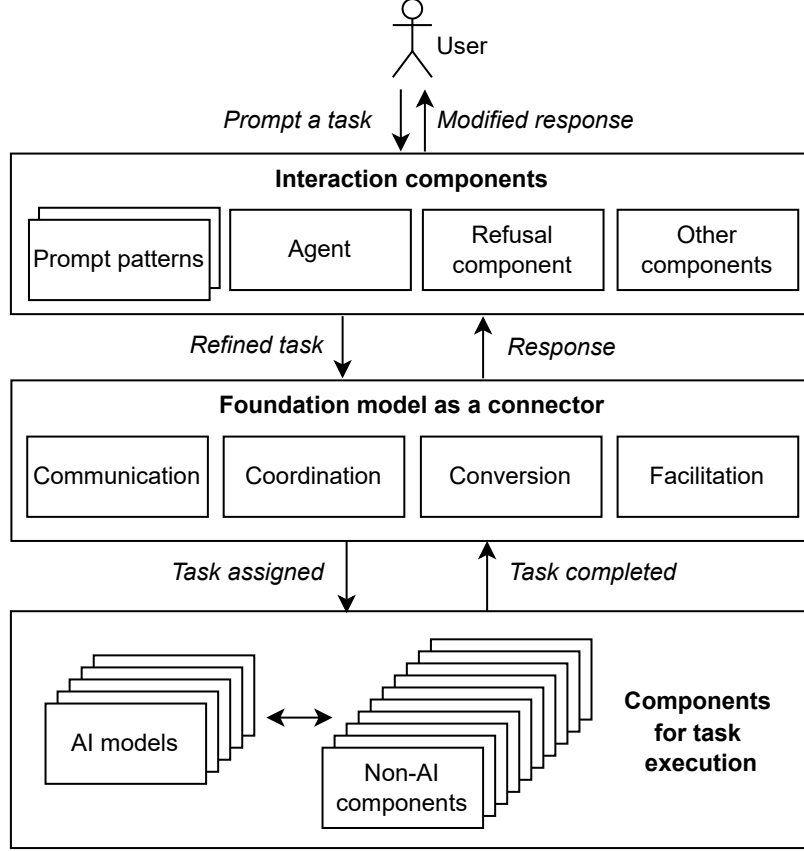 User
Prompt a task
Modified response
Interaction components
Prompt patterns
Agent
Refusal
component
Other
components
Refined task
Response
Foundation model as a connector
Communication
Coordination
Conversion
Facilitation
Task assigned
Task completed
AI models
Non-AI
components
Components
for task
execution